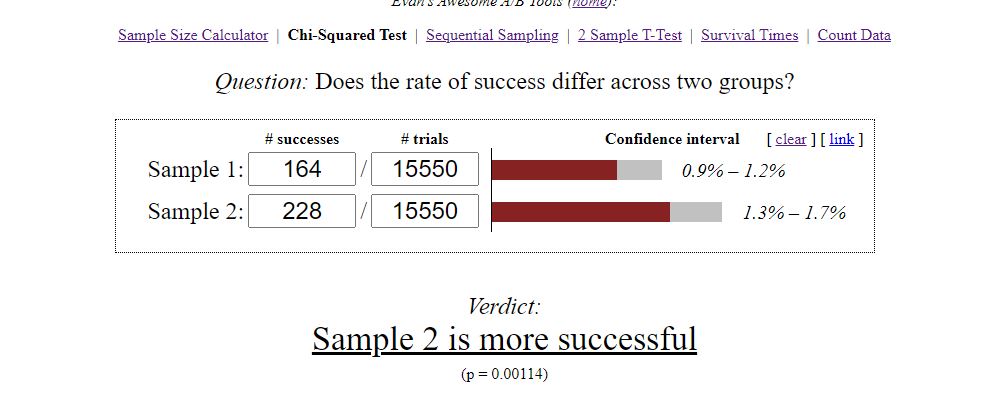 Evan's Awesome A/B Tools (home):
Sample Size Calculator | Chi-Squared Test | Sequential Sampling | 2 Sample T-Test | Survival Times | Count Data
Question: Does the rate of success differ across two groups?
# successes # trials Confidence interval [ clear ] [ link ]
Sample 1: 164 / 15550 0.9% – 1.2%
Sample 2: 228 / 15550 1.3% – 1.7%
Verdict:
Sample 2 is more successful
(p = 0.00114)